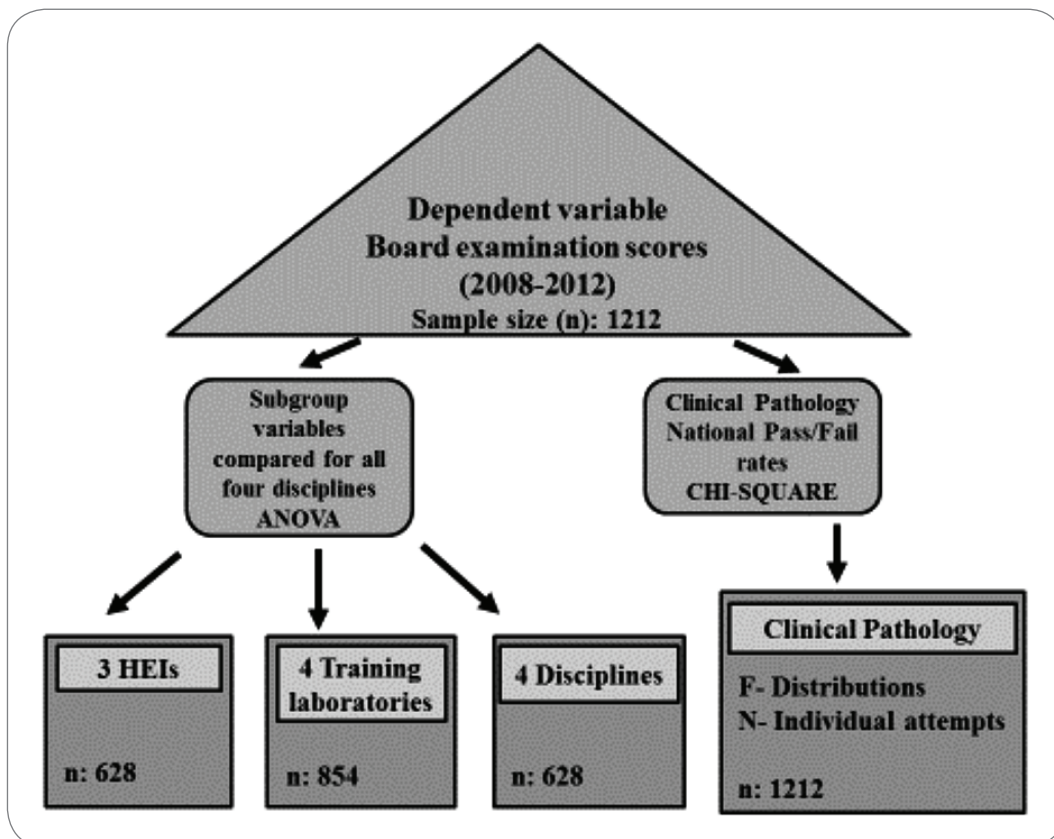 Dependent variable
Board examination scores
(2008-2012)
Sample size (n): 1212
Subgroup
variables
compared for all
four disciplines
ANOVA
Clinical Pathology
National Pass/Fail
rates
CHI-SQUARE
3 HEIs
n: 628
4 Training
laboratories
n: 854
4 Disciplines
n: 628
Clinical Pathology
F- Distributions
N- Individual attempts
n: 1212